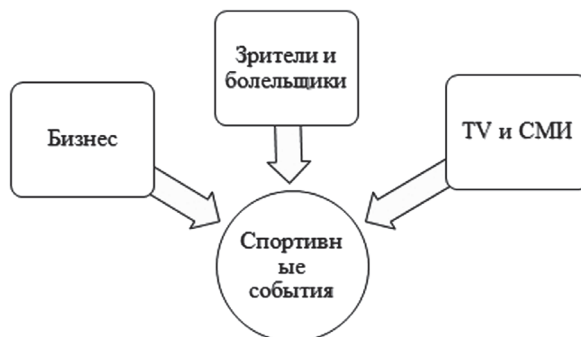 Зрители и
болельщики
Бизнес
TV и СМИ
Спортивн
ые
события